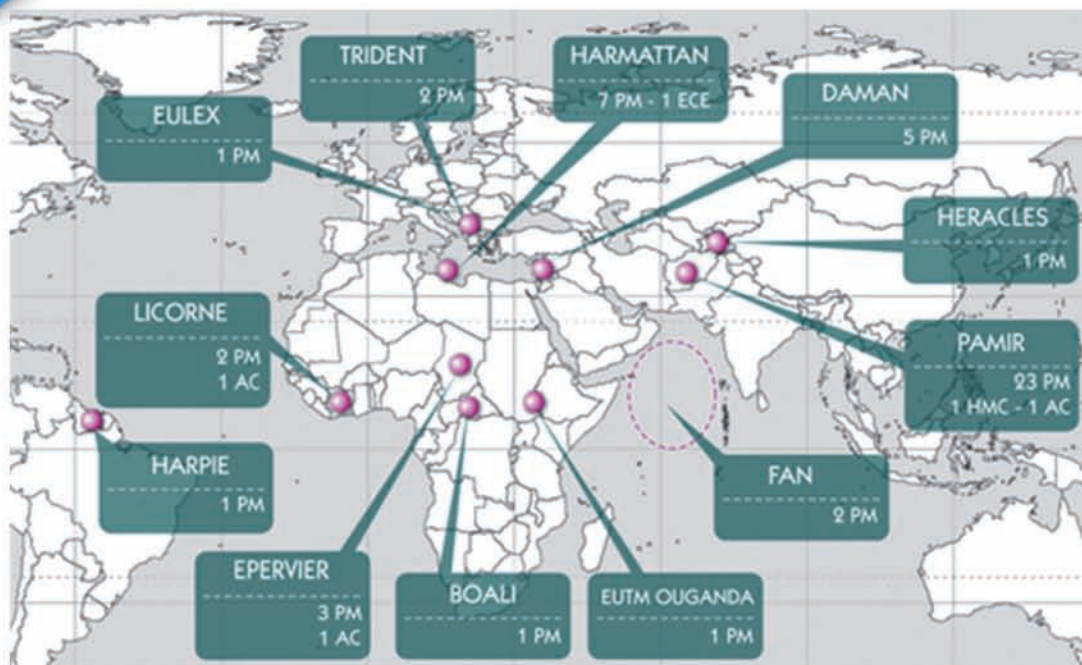 TRIDENT
2 PM
HARMATTAN
7 PM - 1 ECE
DAMAN
5 PM
EULEX
1 PM
HERACLES
1 PM
LICORNE
2 PM
1 AC
PAMIR
23 PM
1 HMC - 1 AC
HARPIE
1 PM
FAN
2 PM
EPERVIER
3 PM
1 AC
BOALI
1 PM
EUTM OUGANDA
1 PM